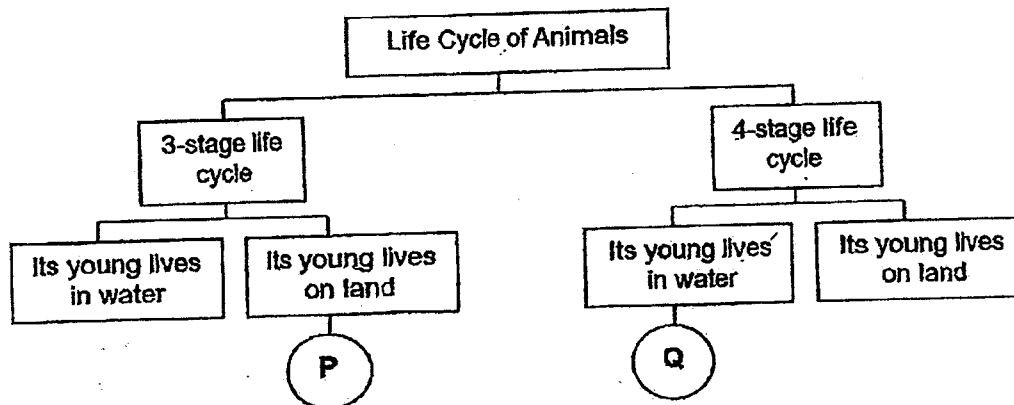 Life Cycle of Animals
3-stage life
cycle
4-stage life
cycle
Its young lives
in water
Its young lives
on land
Its young lives
in water
Its young lives
on land
P
Q